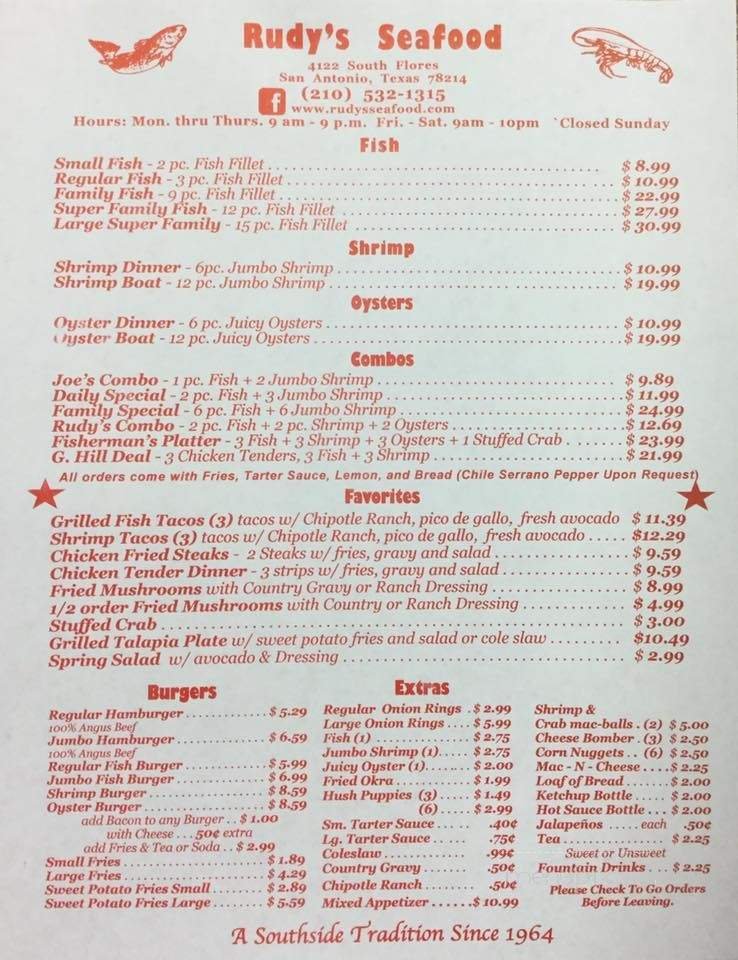 Rudy's Seafood
4122 South Flores
San Antonio, Texas 78214
f (210) 532-1315
www.rudysseafood.com
Hours: Mon. thru Thurs. 9 am - 9 p.m. Fri. - Sat. 9am - 10pm `Closed Sunday
Fish
Small Fish - 2 pc. Fish Fillet $ 8.99
Regular Fish - 3 pc. Fish Fillet $ 10.99
Family Fish - 9 pc. Fish Fillet $ 22.99
Super Family Fish - 12 pc. Fish Fillet $ 27.99
Large Super Family - 15 pc. Fish Fillet $ 30.99
Shrimp
Shrimp Dinner - 6pc. Jumbo Shrimp $ 10.99
Shrimp Boat - 12 pc. Jumbo Shrimp $ 19.99
Oysters
Oyster Dinner - 6 pc. Juicy Oysters $ 10.99
Oyster Boat - 12 pc. Juicy Oysters $ 19.99
Combos
Joe's Combo - 1 pc. Fish + 2 Jumbo Shrimp $ 9.89
Daily Special - 2 pc. Fish + 3 Jumbo Shrimp $ 11.99
Family Special - 6 pc. Fish + 6 Jumbo Shrimp $ 24.99
Rudy's Combo - 2 pc. Fish + 2 pc. Shrimp + 2 Oysters $ 12.69
Fisherman's Platter - 3 Fish + 3 Shrimp + 3 Oysters + 1 Stuffed Crab $ 23.99
G. Hill Deal - 3 Chicken Tenders, 3 Fish + 3 Shrimp $ 21.99
All orders come with Fries, Tarter Sauce, Lemon, and Bread (Chile Serrano Pepper Upon Request)
Favorites
Grilled Fish Tacos (3) tacos w/ Chipotle Ranch, pico de gallo, fresh avocado $ 11.39
Shrimp Tacos (3) tacos w/ Chipotle Ranch, pico de gallo, fresh avocado $12.29
Chicken Fried Steaks - 2 Steaks w/ fries, gravy and salad $ 9.59
Chicken Tender Dinner - 3 strips w/ fries, gravy and salad $ 9.59
Fried Mushrooms with Country Gravy or Ranch Dressing $ 8.99
1/2 order Fried Mushrooms with Country or Ranch Dressing $ 4.99
Stuffed Crab $ 3.00
Grilled Talapia Plate w/ sweet potato fries and salad or cole slaw $10.49
Spring Salad w/ avocado & Dressing $ 2.99
Burgers
Regular Hamburger $ 5.29
100% Angus Beef
Jumbo Hamburger $ 6.59
100% Angus Beef
Regular Fish Burger $ 5.99
Jumbo Fish Burger $ 6.99
Shrimp Burger $ 8.59
Oyster Burger $ 8.59
add Bacon to any Burger . . $ 1.00
with Cheese . . . 50¢ extra
add Fries & Tea or Soda . . $ 2.99
Small Fries $ 1.89
Large Fries $ 4.29
Sweet Potato Fries Small $ 2.89
Sweet Potato Fries Large $ 5.59
Extras
Regular Onion Rings . $ 2.99
Large Onion Rings $ 5.99
Fish (1) $ 2.75
Jumbo Shrimp (1) $ 2.75
Juicy Oyster (1) $ 2.00
Fried Okra $ 1.99
Hush Puppies (3) $ 1.49
(6) $ 2.99
Sm. Tarter Sauce .40¢
Lg. Tarter Sauce .75¢
Coleslaw .99¢
Country Gravy .50¢
Chipotle Ranch .50¢
Mixed Appetizer $ 10.99
Shrimp &
Crab mac-balls . (2) $ 5.00
Cheese Bomber . (3) $ 2.50
Corn Nuggets . . (6) $ 2.50
Mac - N - Cheese $ 2.25
Loaf of Bread $ 2.00
Ketchup Bottle $ 2.00
Hot Sauce Bottle $ 2.00
Jalapeños each .50¢
Tea $ 2.25
Sweet or Unsweet
Fountain Drinks $ 2.25
Please Check To Go Orders
Before Leaving.
A Southside Tradition Since 1964